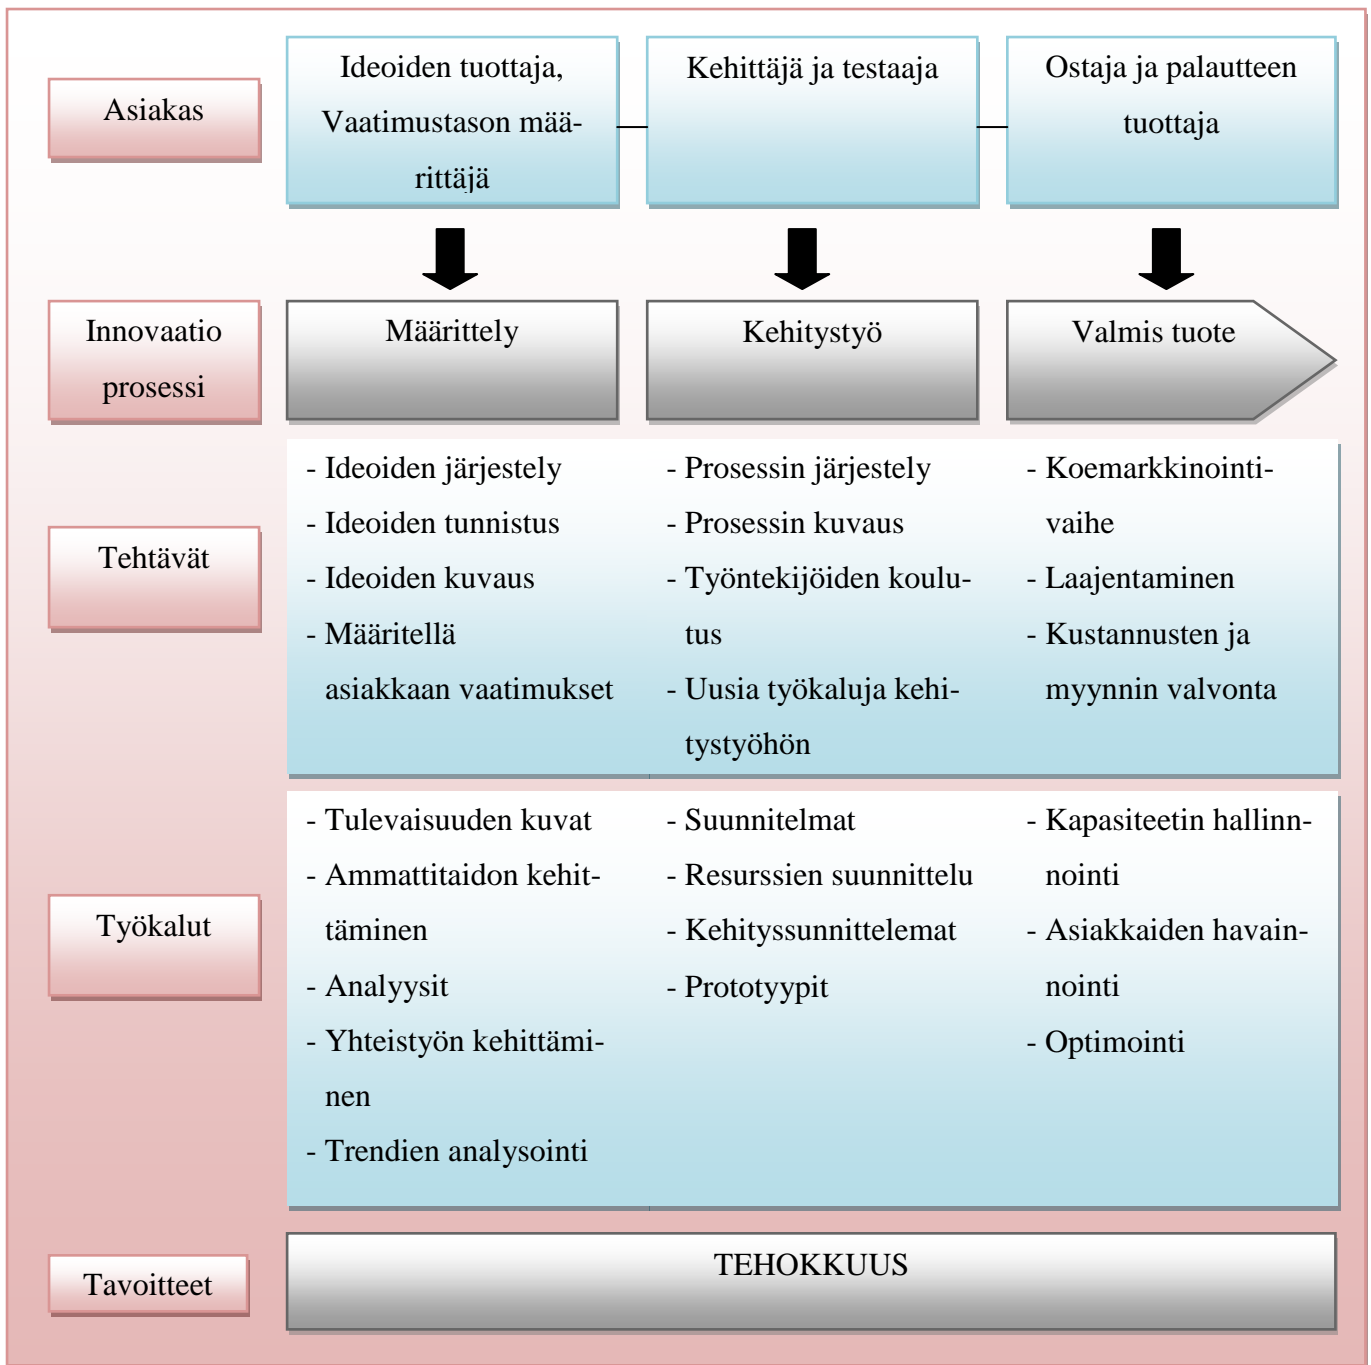 Asiakas
Ideoiden tuottaja,
Vaatimustason mää-
rittäjä
Kehittäjä ja testaaja
Ostaja ja palautteen
tuottaja
Innovaatio
prosessi
Määrittely
Kehitystyö
Valmis tuote
Tehtävät
- Ideoiden järjestely
- Ideoiden tunnistus
- Ideoiden kuvaus
- Määritellä
asiakkaan vaatimukset
- Prosessin järjestely
- Prosessin kuvaus
- Työntekijöiden koulu-
tus
- Uusia työkaluja kehi-
tystyöhön
- Koemarkkinointi-
vaihe
- Laajentaminen
- Kustannusten ja
myynnin valvonta
Työkalut
- Tulevaisuuden kuvat
- Ammattitaidon kehit-
täminen
- Analyysit
- Yhteistyön kehittämi-
nen
- Trendien analysointi
- Suunnitelmat
- Resurssien suunnittelu
- Kehityssunnittelemat
- Prototyypit
- Kapasiteetin hallinn-
nointi
- Asiakkaiden havain-
nointi
- Optimointi
Tavoitteet
TEHOKKUUS